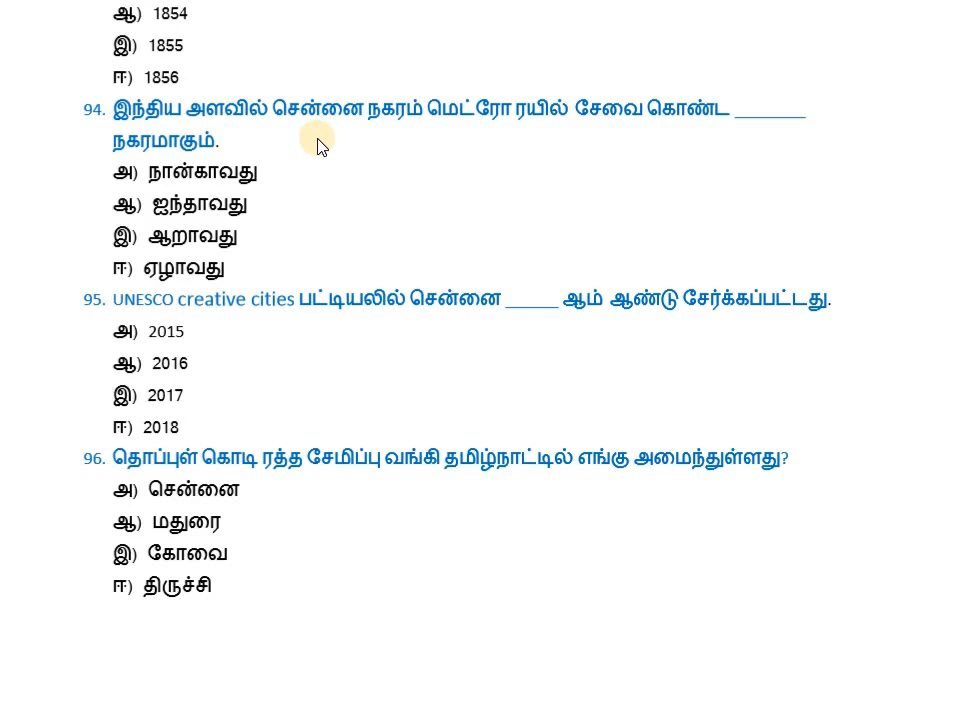 ஆ) 1854
இ) 1855
ஈ) 1856
94. இந்திய அளவில் சென்னை நகரம் மெட்ரோ ரயில் சேவை கொண்ட _______
நகரமாகும்.
அ) நான்காவது
ஆ) ஐந்தாவது
இ) ஆறாவது
ஈ) ஏழாவது
95. UNESCO creative cities பட்டியலில் சென்னை _____ ஆம் ஆண்டு சேர்க்கப்பட்டது.
அ) 2015
ஆ) 2016
இ) 2017
ஈ) 2018
96. தொப்புள் கொடி ரத்த சேமிப்பு வங்கி தமிழ்நாட்டில் எங்கு அமைந்துள்ளது?
அ) சென்னை
ஆ) மதுரை
இ) கோவை
ஈ) திருச்சி